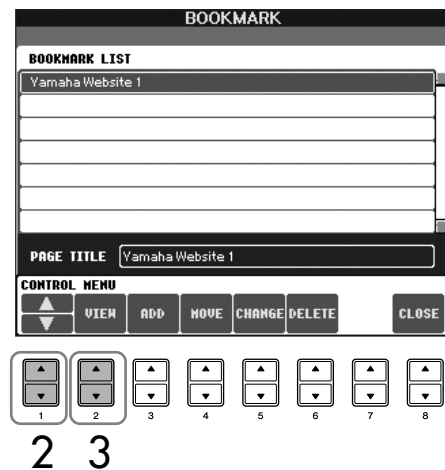 BOOKMARK
BOOKMARK LIST
Yamaha Website 1
PAGE TITLE Yamaha Website 1
CONTROL MENU
VIEW ADD MOVE CHANGE DELETE CLOSE
1 2 3 4 5 6 7 8
2 3